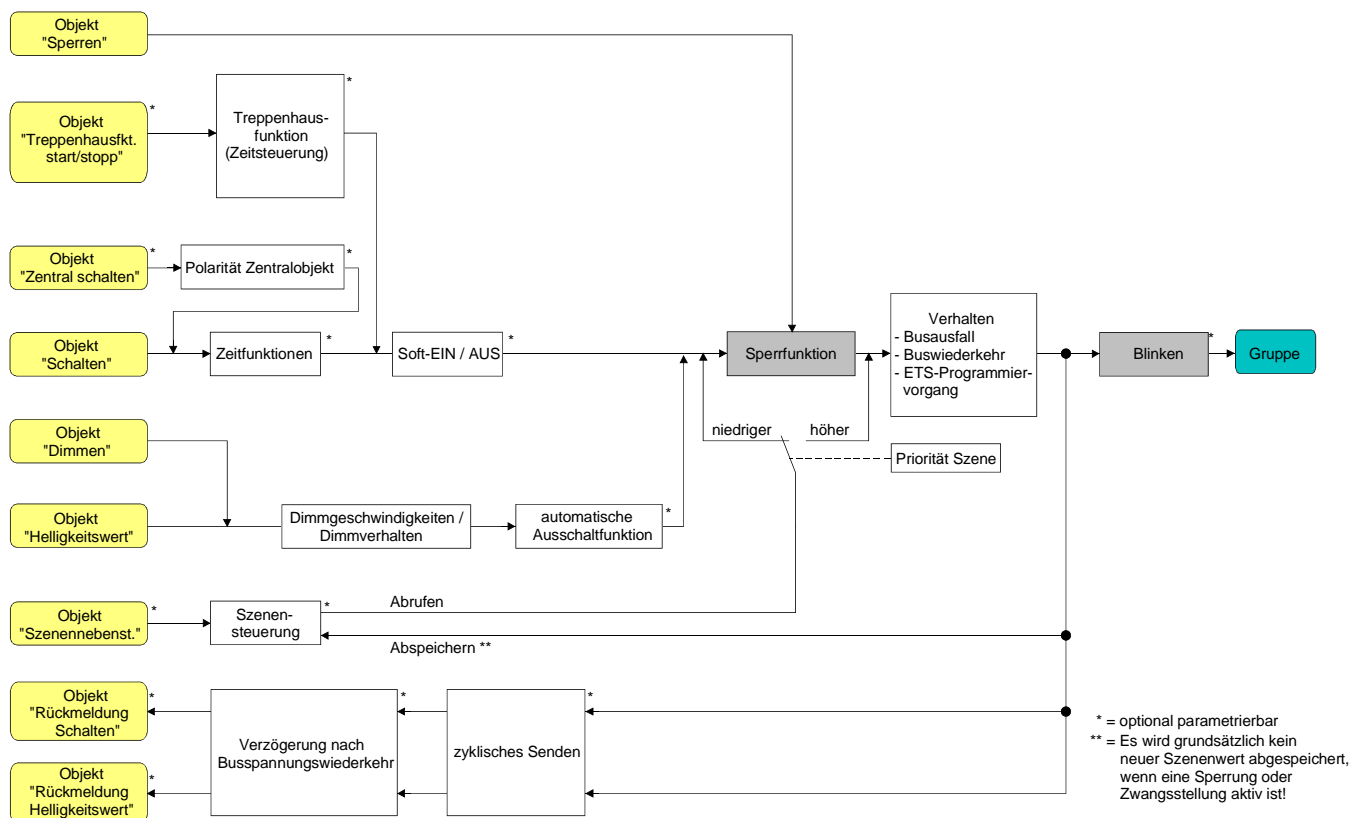 Objekt
"Sperren"
*
*
Objekt
"Treppenhausfkt.
start/stopp"
Treppenhaus-
funktion
(Zeitsteuerung)
*
*
Objekt
"Zentral schalten"
Polarität Zentralobjekt
Objekt
"Schalten"
Zeitfunktionen
*
Soft-EIN / AUS
*
Sperrfunktion
Verhalten
- Busausfall
- Buswiederkehr
- ETS-Programmier-
vorgang
Blinken
*
Gruppe
niedriger
höher
Priorität Szene
Objekt
"Dimmen"
Objekt
"Helligkeitswert"
Dimmgeschwindigkeiten /
Dimmverhalten
automatische
Ausschaltfunktion
*
Objekt
"Szenennebenst."
*
Szenen-
steuerung
*
Abrufen
Abspeichern **
Objekt
"Rückmeldung
Schalten"
*
Verzögerung nach
Busspannungswiederkehr
*
zyklisches Senden
*
Objekt
"Rückmeldung
Helligkeitswert"
*
* = optional parametrierbar
** = Es wird grundsätzlich kein
neuer Szenenwert abgespeichert,
wenn eine Sperrung oder
Zwangsstellung aktiv ist!